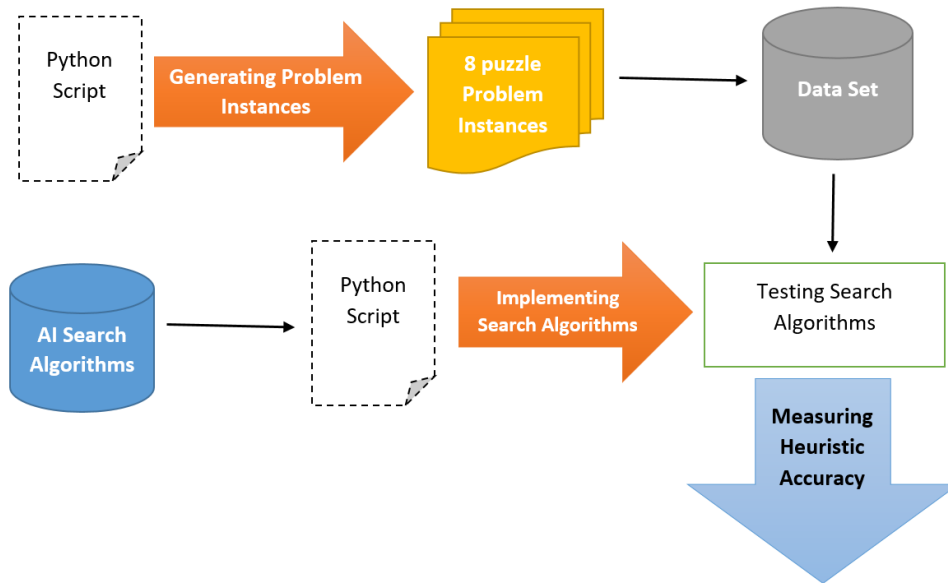 Python
Script
Generating Problem
Instances
8 puzzle
Problem
Instances
Data Set
AI Search
Algorithms
Python
Script
Implementing
Search Algorithms
Testing Search
Algorithms
Measuring
Heuristic
Accuracy